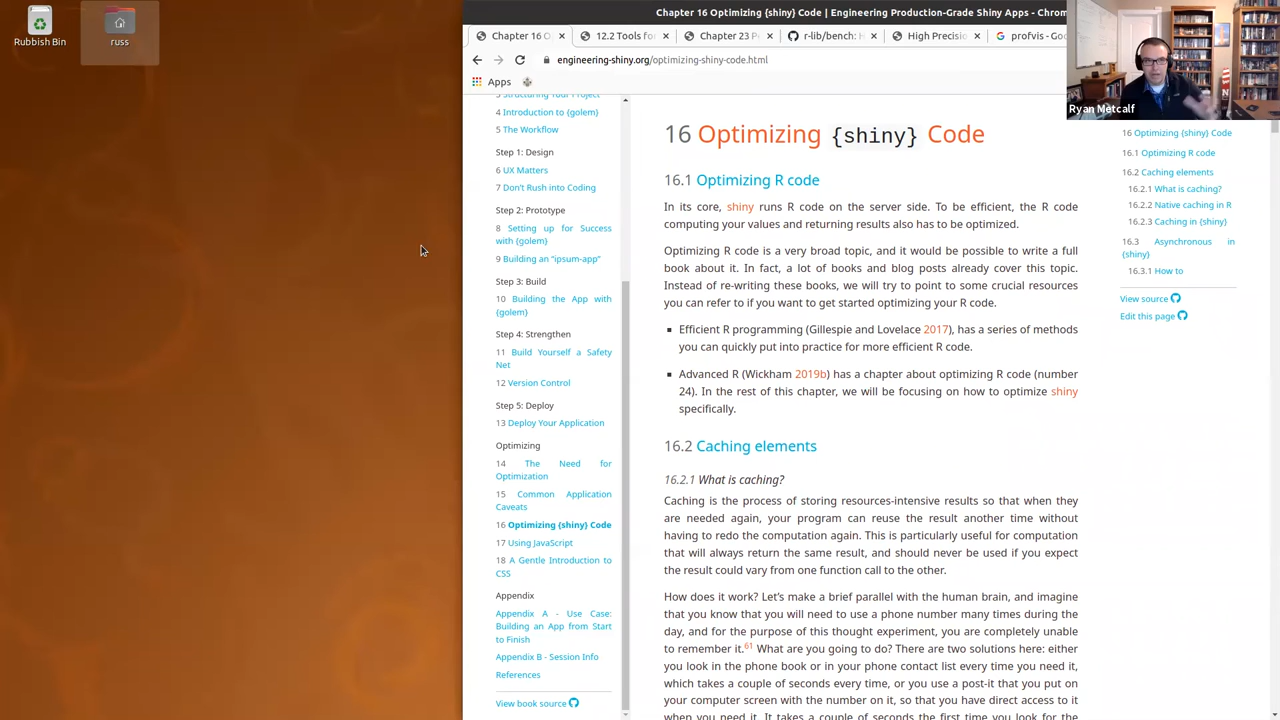 Rubbish Bin
russ
Chapter 16 Optimizing {shiny} Code | Engineering Production-Grade Shiny Apps - Chrom
Chapter 16 O
12.2 Tools for
Chapter 23 P
r-lib/bench: H
High Precision
profvis - G
engineering-shiny.org/optimizing-shiny-code.html
Apps
Ryan Metcalf
3 Structuring Your Project
4 Introduction to {golem}
5 The Workflow
Step 1: Design
6 UX Matters
7 Don't Rush into Coding
Step 2: Prototype
8 Setting up for Success
with {golem}
9 Building an "ipsum-app"
Step 3: Build
10 Building the App with
{golem}
Step 4: Strengthen
11 Build Yourself a Safety
Net
12 Version Control
Step 5: Deploy
13 Deploy Your Application
Optimizing
14 The Need for
Optimization
15 Common Application
Caveats
16 Optimizing {shiny} Code
17 Using JavaScript
18 A Gentle Introduction to
CSS
Appendix
Appendix A - Use Case:
Building an App from Start
to Finish
Appendix B - Session Info
References
View book source
16 Optimizing {shiny} Code
16.1 Optimizing R code
In its core, shiny runs R code on the server side. To be efficient, the R code
computing your values and returning results also has to be optimized.
Optimizing R code is a very broad topic, and it would be possible to write a full
book about it. In fact, a lot of books and blog posts already cover this topic.
Instead of re-writing these books, we will try to point to some crucial resources
you can refer to if you want to get started optimizing your R code.
Efficient R programming (Gillespie and Lovelace 2017), has a series of methods
you can quickly put into practice for more efficient R code.
Advanced R (Wickham 2019b) has a chapter about optimizing R code (number
24). In the rest of this chapter, we will be focusing on how to optimize shiny
specifically.
16.2 Caching elements
16.2.1 What is caching?
Caching is the process of storing resources-intensive results so that when they
are needed again, your program can reuse the result another time without
having to redo the computation again. This is particularly useful for computation
that will always return the same result, and should never be used if you expect
the result could vary from one function call to the other.
How does it work? Let's make a brief parallel with the human brain, and imagine
that you know that you will need to use a phone number many times during the
day, and for the purpose of this thought experiment, you are completely unable
to remember it.61 What are you going to do? There are two solutions here: either
you look in the phone book or in your phone contact list every time you need it,
which takes a couple of seconds every time, or you use a post-it that you put on
your computer screen with the number on it, so that you have direct access to it
when you need it. It takes a couple of seconds the first time you look for the
16 Optimizing {shiny} Code
16.1 Optimizing R code
16.2 Caching elements
16.2.1 What is caching?
16.2.2 Native caching in R
16.2.3 Caching in {shiny}
16.3 Asynchronous in
{shiny}
16.3.1 How to
View source
Edit this page